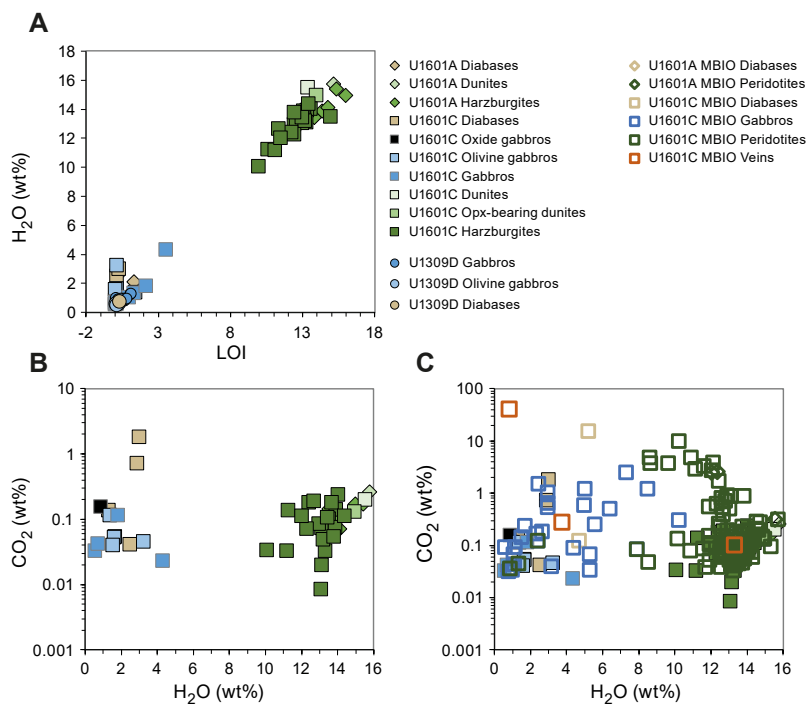 A
18
16
14
12
10
8
6
4
2
0
H2O (wt%)
-2
3
8
13
18
LOI
U1601A Diabases
U1601A Dunites
U1601A Harzburgites
U1601C Diabases
U1601C Oxide gabbros
U1601C Olivine gabbros
U1601C Gabbros
U1601C Dunites
U1601C Opx-bearing dunites
U1601C Harzburgites
U1309D Gabbros
U1309D Olivine gabbros
U1309D Diabases
U1601A MBIO Diabases
U1601A MBIO Peridotites
U1601C MBIO Diabases
U1601C MBIO Gabbros
U1601C MBIO Peridotites
U1601C MBIO Veins
B
10
1
0.1
0.01
0.001
CO2 (wt%)
0
2
4
6
8
10
12
14
16
H2O (wt%)
C
100
10
1
0.1
0.01
0.001
CO2 (wt%)
0
2
4
6
8
10
12
14
16
H2O (wt%)